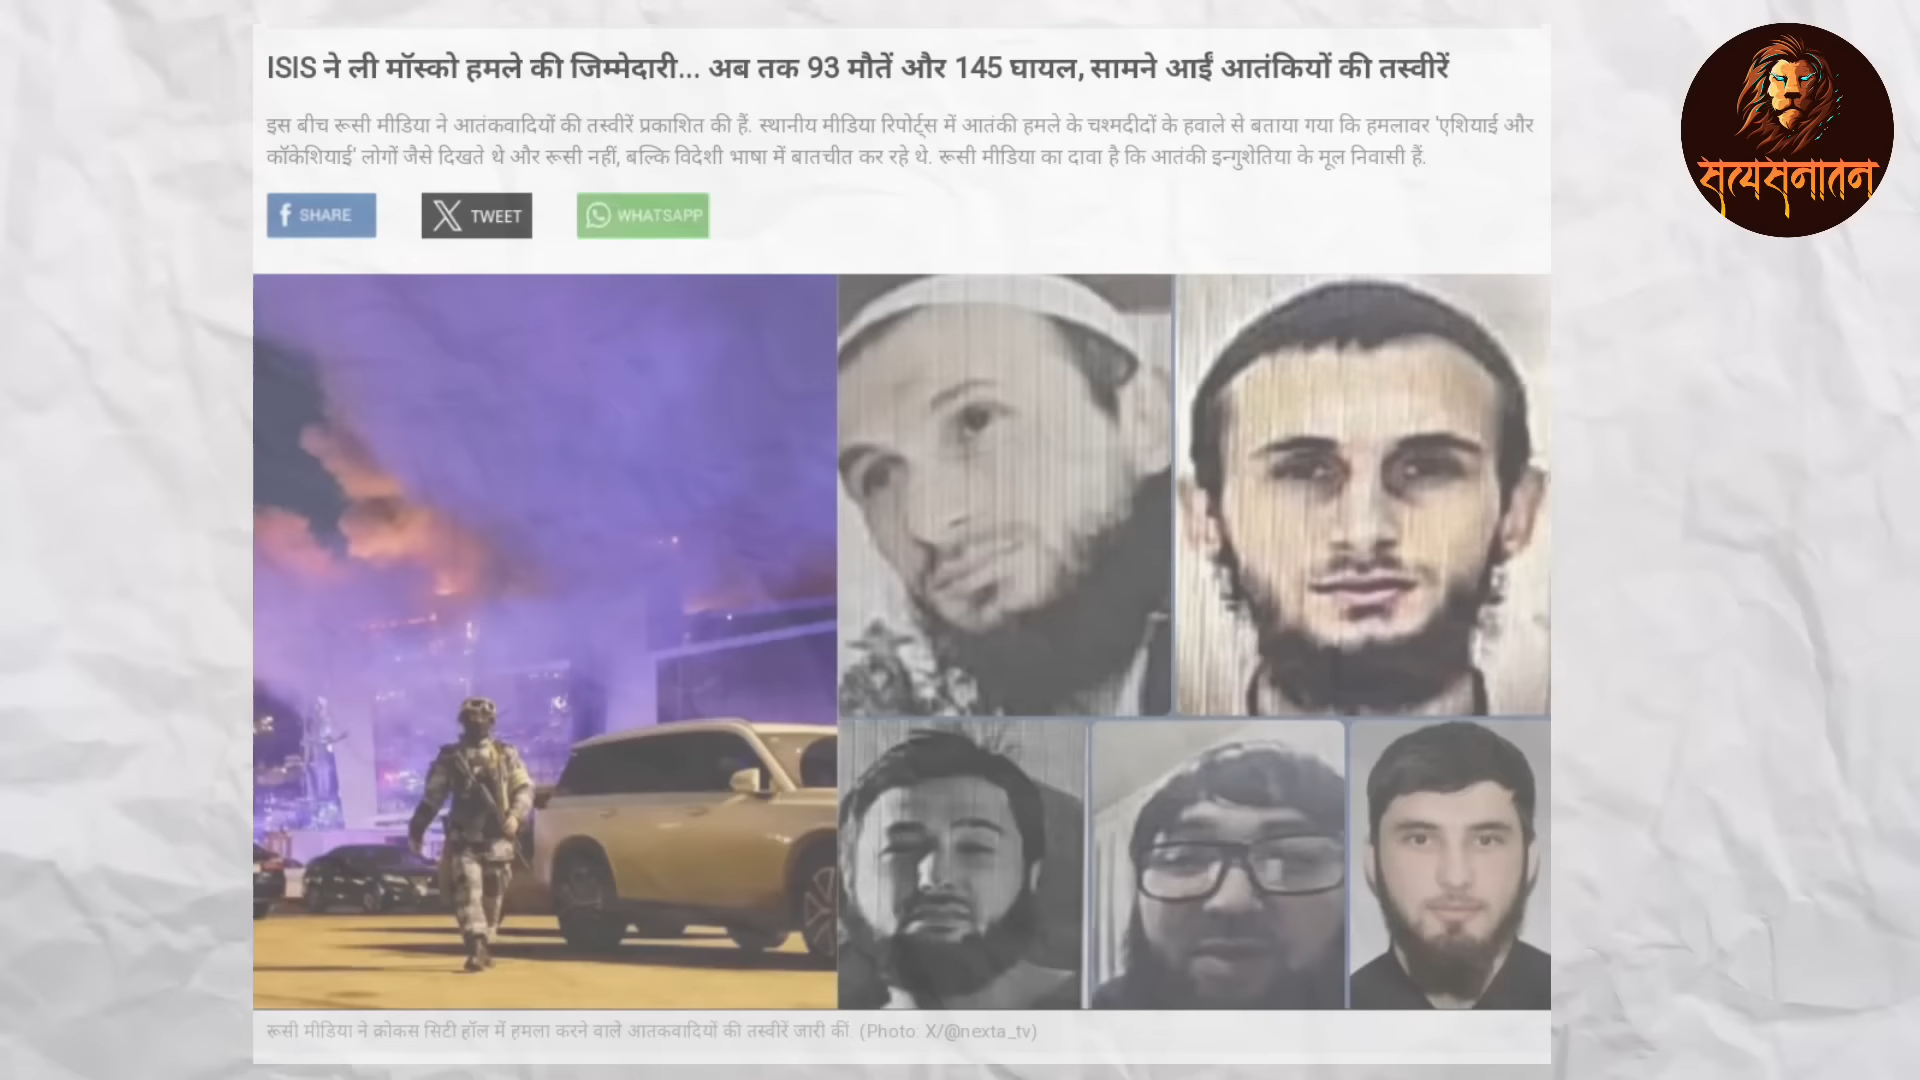 ISIS ने ली मॉस्को हमले की जिम्मेदारी... अब तक 93 मौतें और 145 घायल, सामने आईं आतंकियों की तस्वीरें
इस बीच रूसी मीडिया ने आतंकवादियों की तस्वीरें प्रकाशित की हैं. स्थानीय मीडिया रिपोर्ट्स में आतंकी हमले के चश्मदीदों के हवाले से बताया गया कि हमलावर 'एशियाई और
कॉकेशियाई' लोगों जैसे दिखते थे और रूसी नहीं, बल्कि विदेशी भाषा में बातचीत कर रहे थे. रूसी मीडिया का दावा है कि आतंकी इन्गुशेतिया के मूल निवासी हैं.
f SHARE
X TWEET
WHATSAPP
रूसी मीडिया ने क्रोकस सिटी हॉल में हमला करने वाले आतकवादियों की तस्वीरें जारी कीं (Photo: X/@nexta_tv)
सत्यसनातन